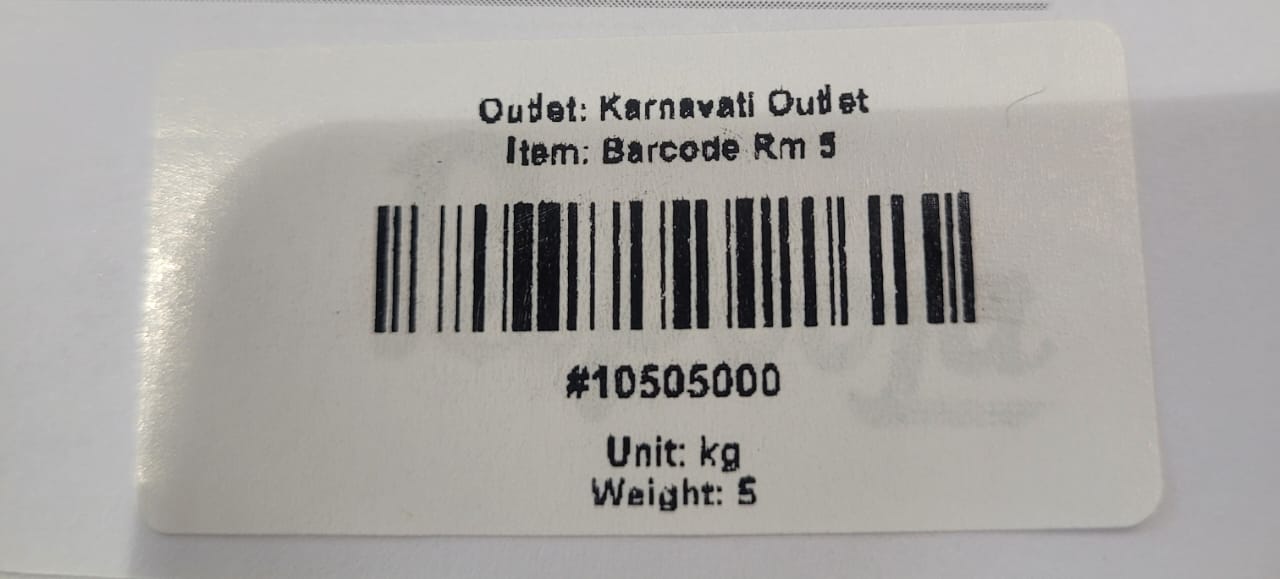 Outlet: Karnavati Outlet
Item: Barcode Rm 5
#10505000
Unit: kg
Weight: 5